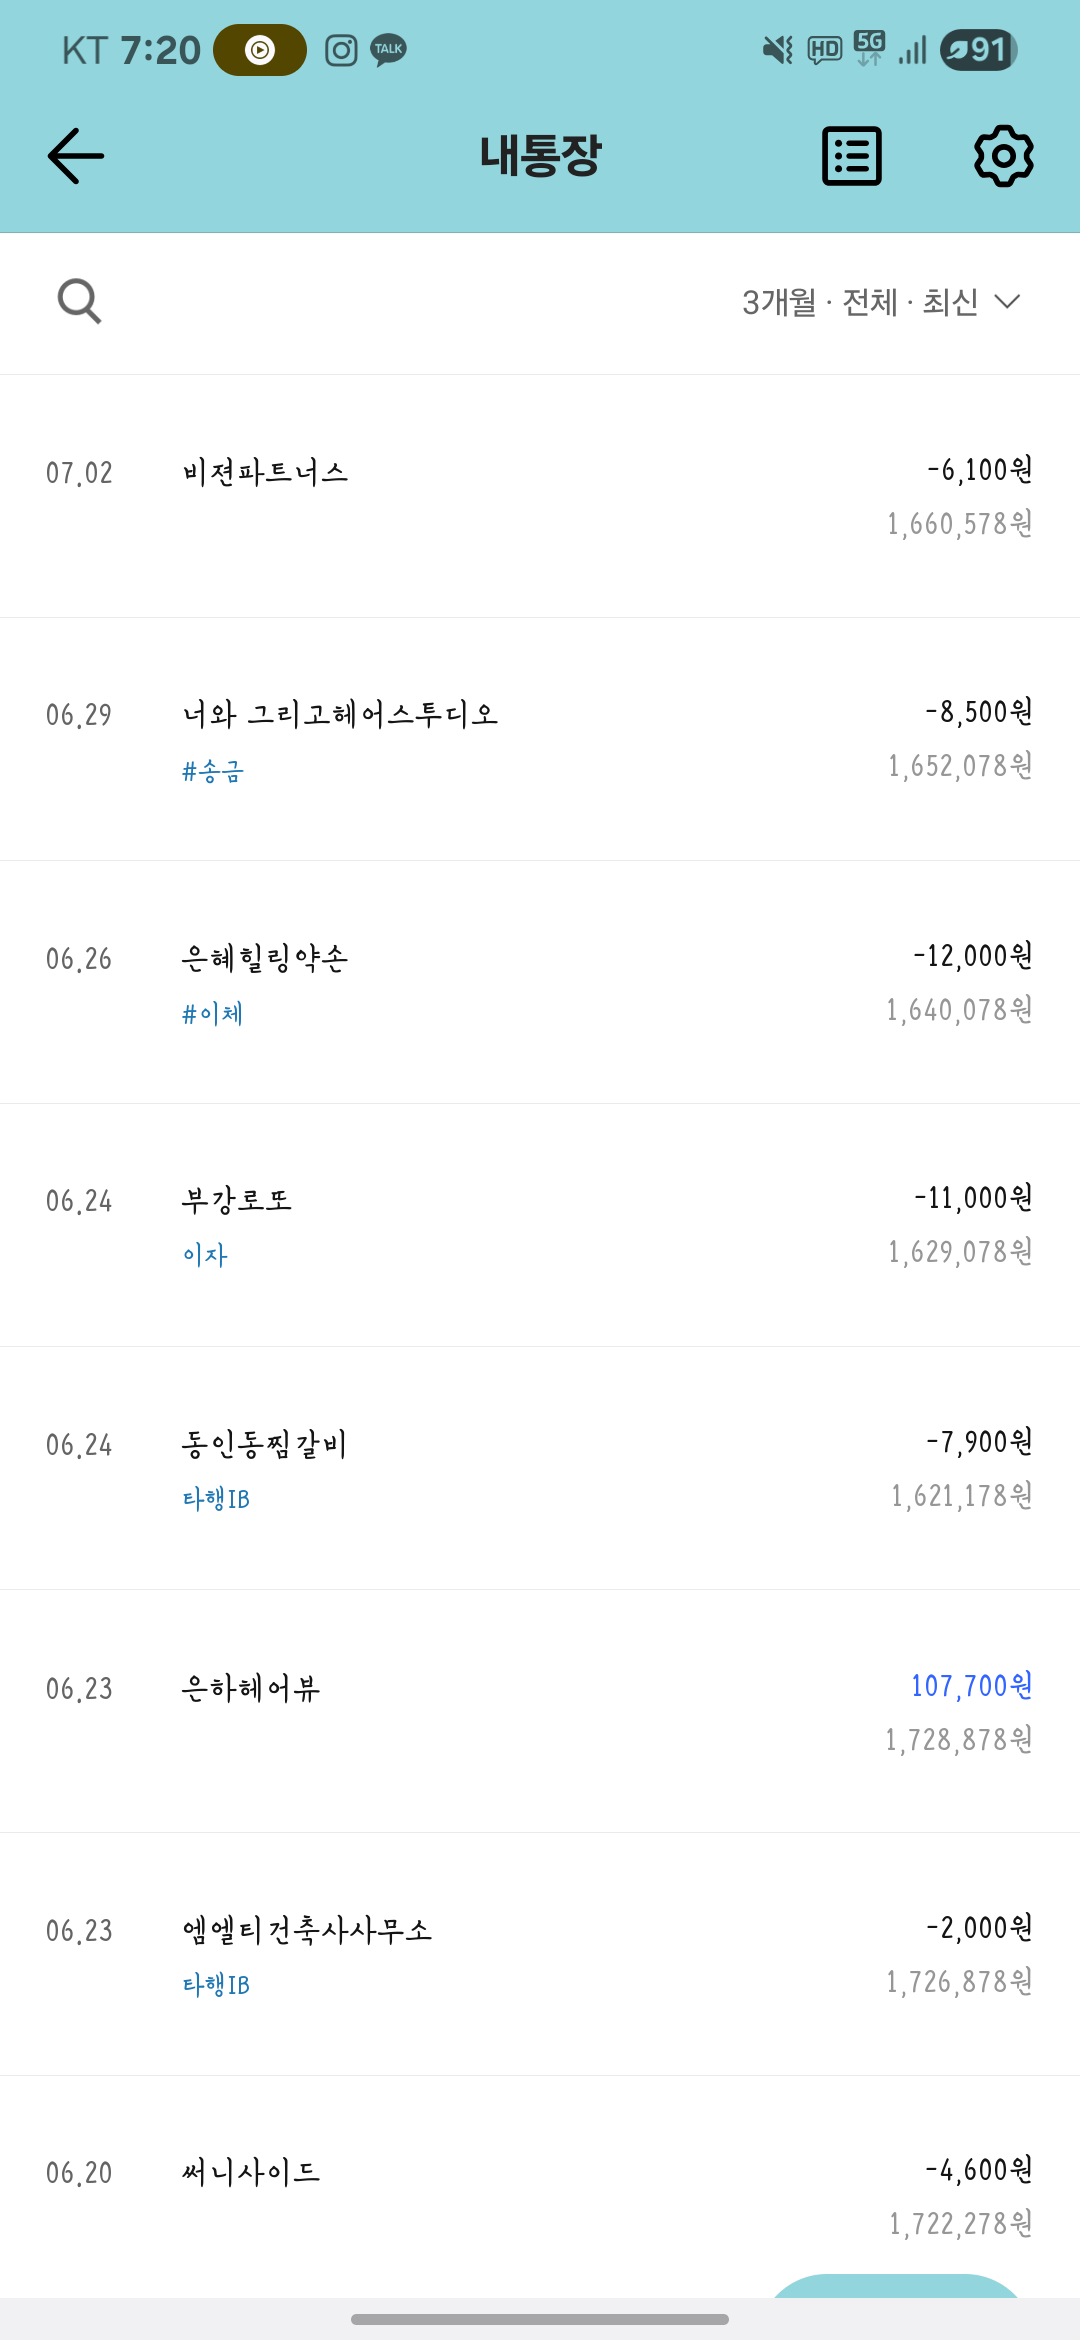 KT 7:20 TALK HD 5G 91
내통장
3개월 · 전체 · 최신
07.02 비젼파트너스 -6,100원
1,660,578원
06.29 너와 그리고헤어스투디오 -8,500원
#송금 1,652,078원
06.26 은혜힐링약손 -12,000원
#이체 1,640,078원
06.24 부강로또 -11,000원
이자 1,629,078원
06.24 동인동찜갈비 -7,900원
타행IB 1,621,178원
06.23 은하헤어뷰 107,700원
1,728,878원
06.23 엠엘티건축사사무소 -2,000원
타행IB 1,726,878원
06.20 써니사이드 -4,600원
1,722,278원